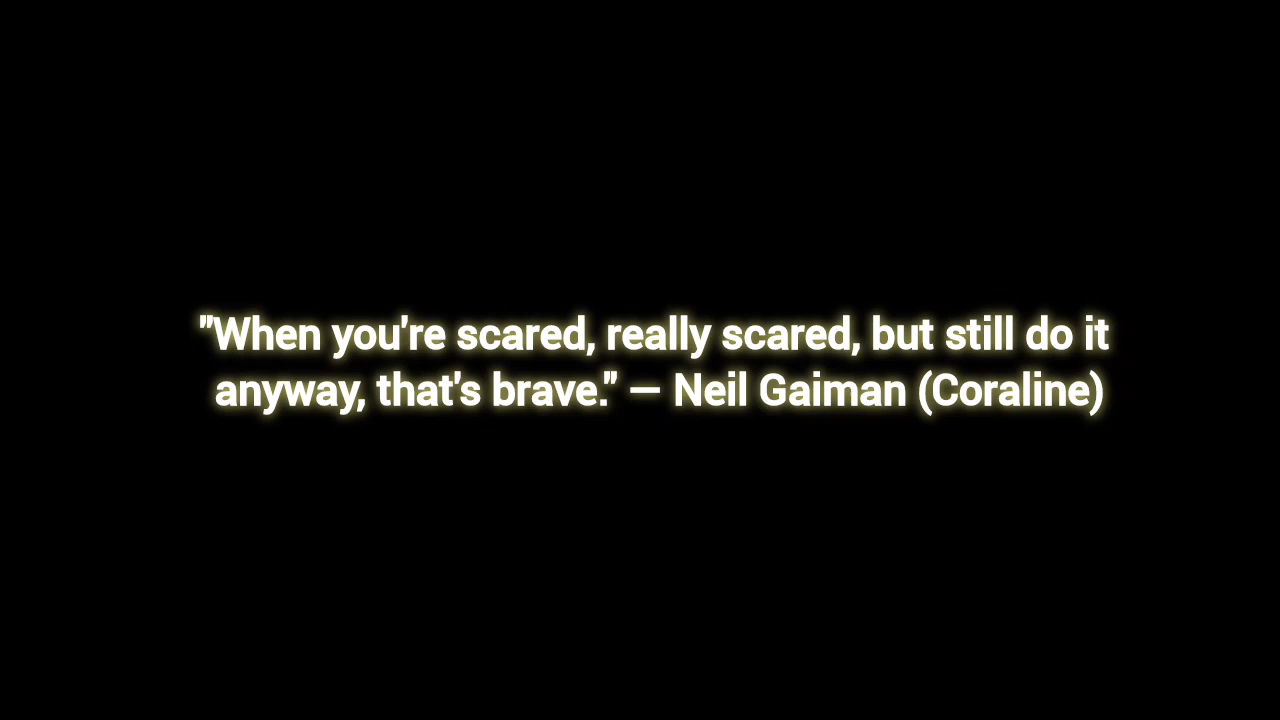 "When you're scared, really scared, but still do it
anyway, that's brave." — Neil Gaiman (Coraline)